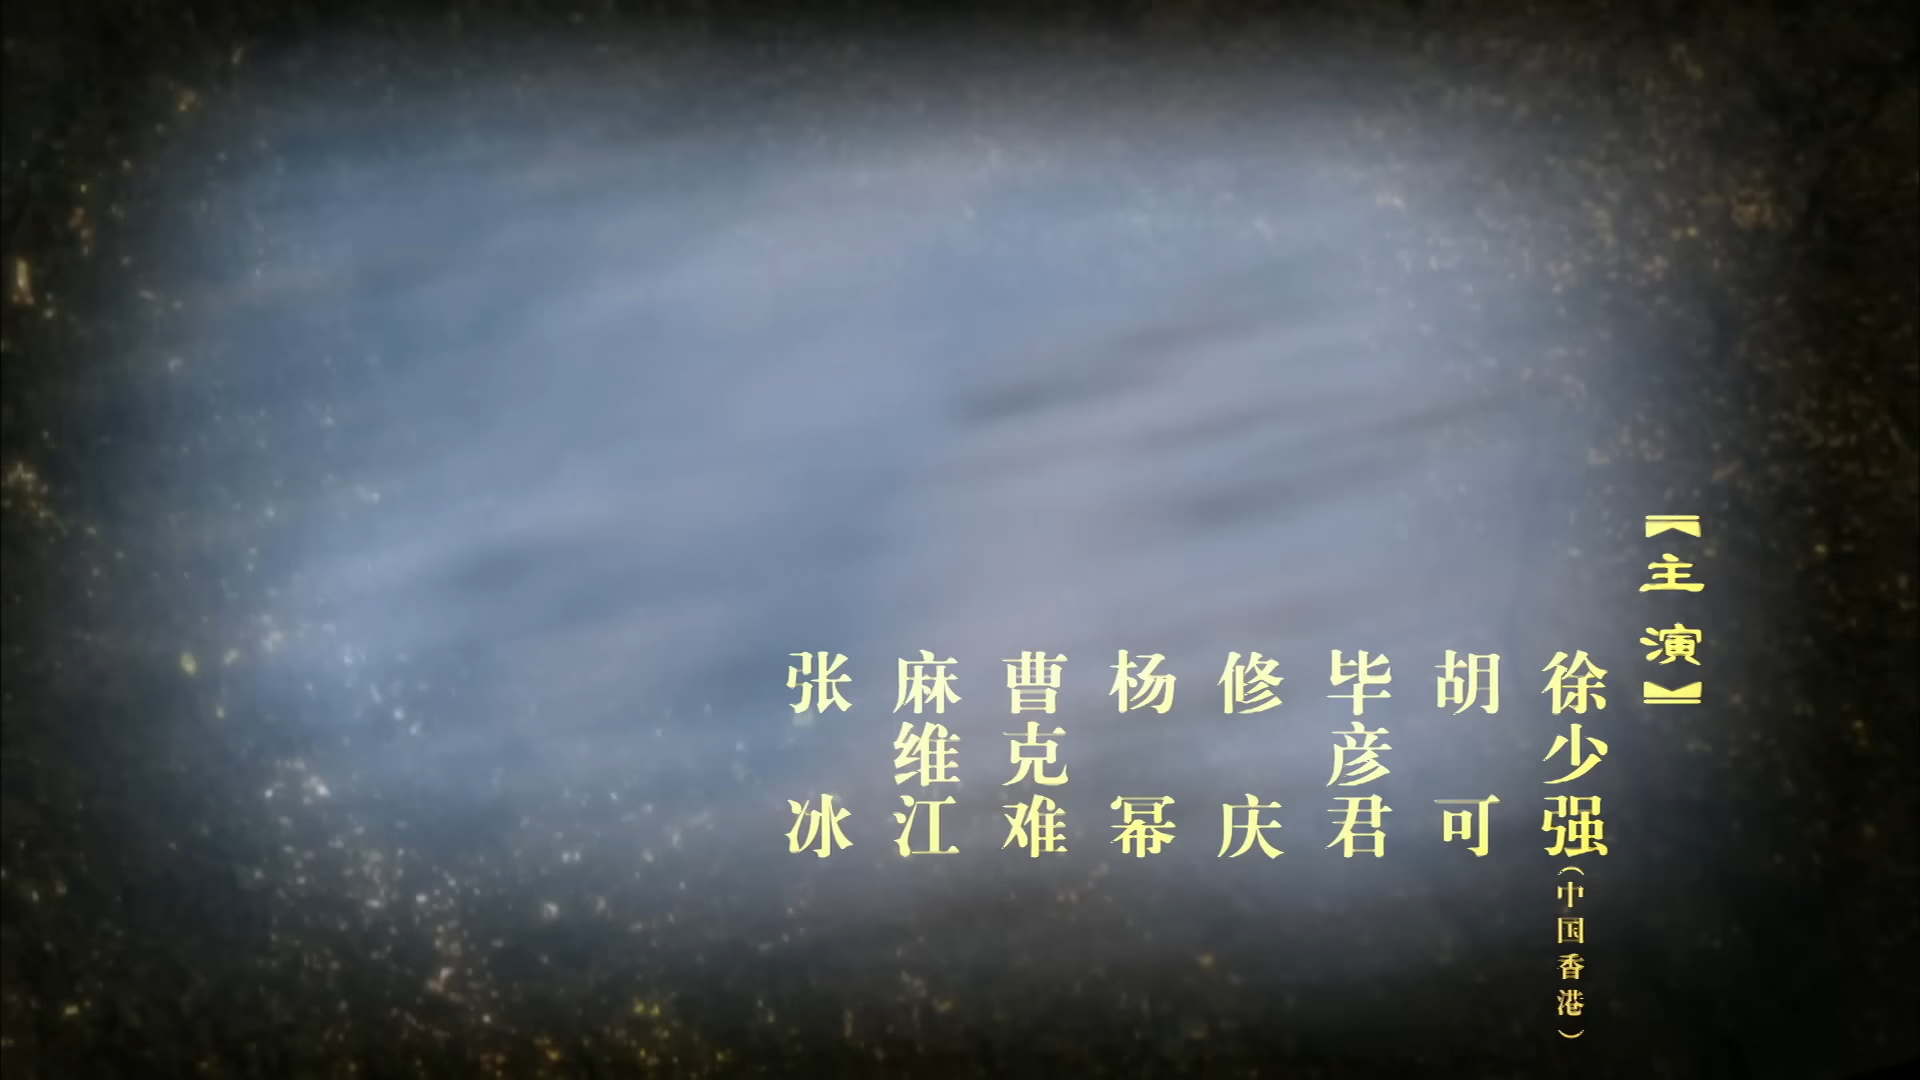 【主演】
徐少强(中国香港)
胡可
毕彦君
修庆
杨幂
曹克难
麻维江
张冰